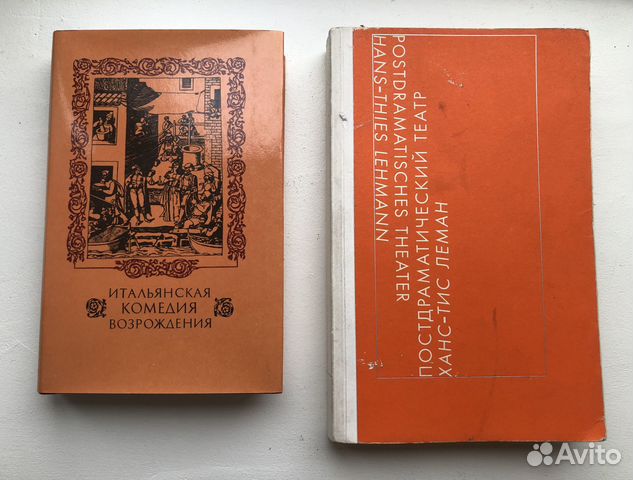 ИТАЛЬЯНСКАЯ
КОМЕДИЯ
ВОЗРОЖДЕНИЯ
POSTDRAMATISCHES THEATER
HANS-THIES LEHMANN
ПОСТДРАМАТИЧЕСКИЙ ТЕАТР
ХАНС-ТИС ЛЕМАН
Avito